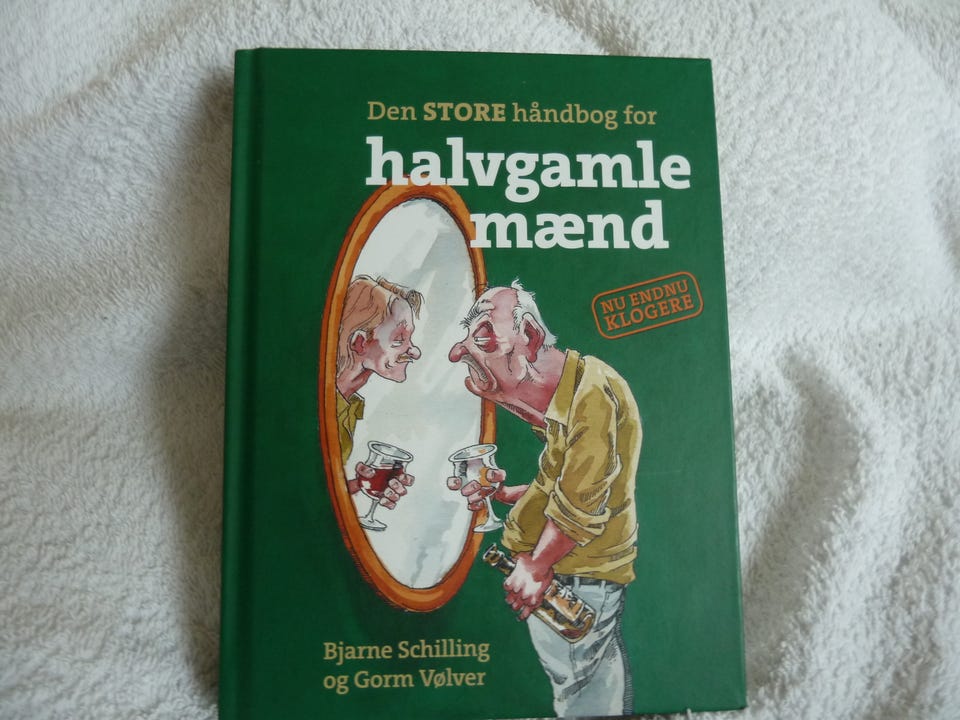 Den STORE håndbog for
halvgamle
mænd
NU ENDNU
KLOGERE
Bjarne Schilling
og Gorm Vølver